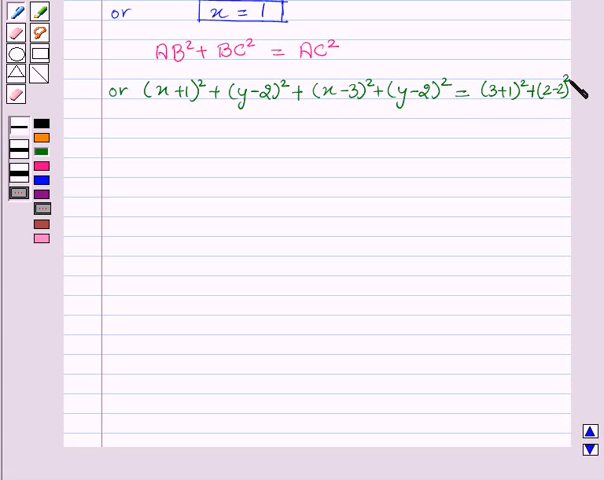 or x = 1
AB² + BC² = AC²
or (x+1)² + (y-2)² + (x-3)² + (y-2)² = (3+1)² + (2-2)²